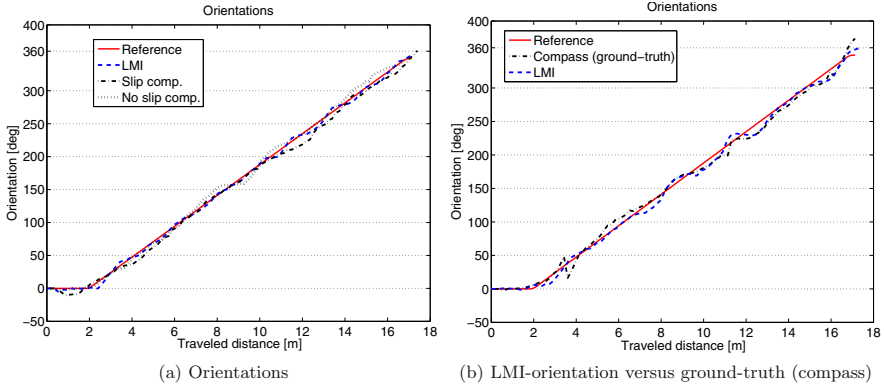 Orientations
400
360
300
250
200
150
100
50
0
−50
Orientation [deg]
Reference
LMI
Slip comp.
No slip comp.
0 2 4 6 8 10 12 14 16 18
Traveled distance [m]
(a) Orientations
Orientations
400
360
300
250
200
150
100
50
0
−50
Orientation [deg]
Reference
Compass (ground−truth)
LMI
0 2 4 6 8 10 12 14 16 18
Traveled distance [m]
(b) LMI-orientation versus ground-truth (compass)